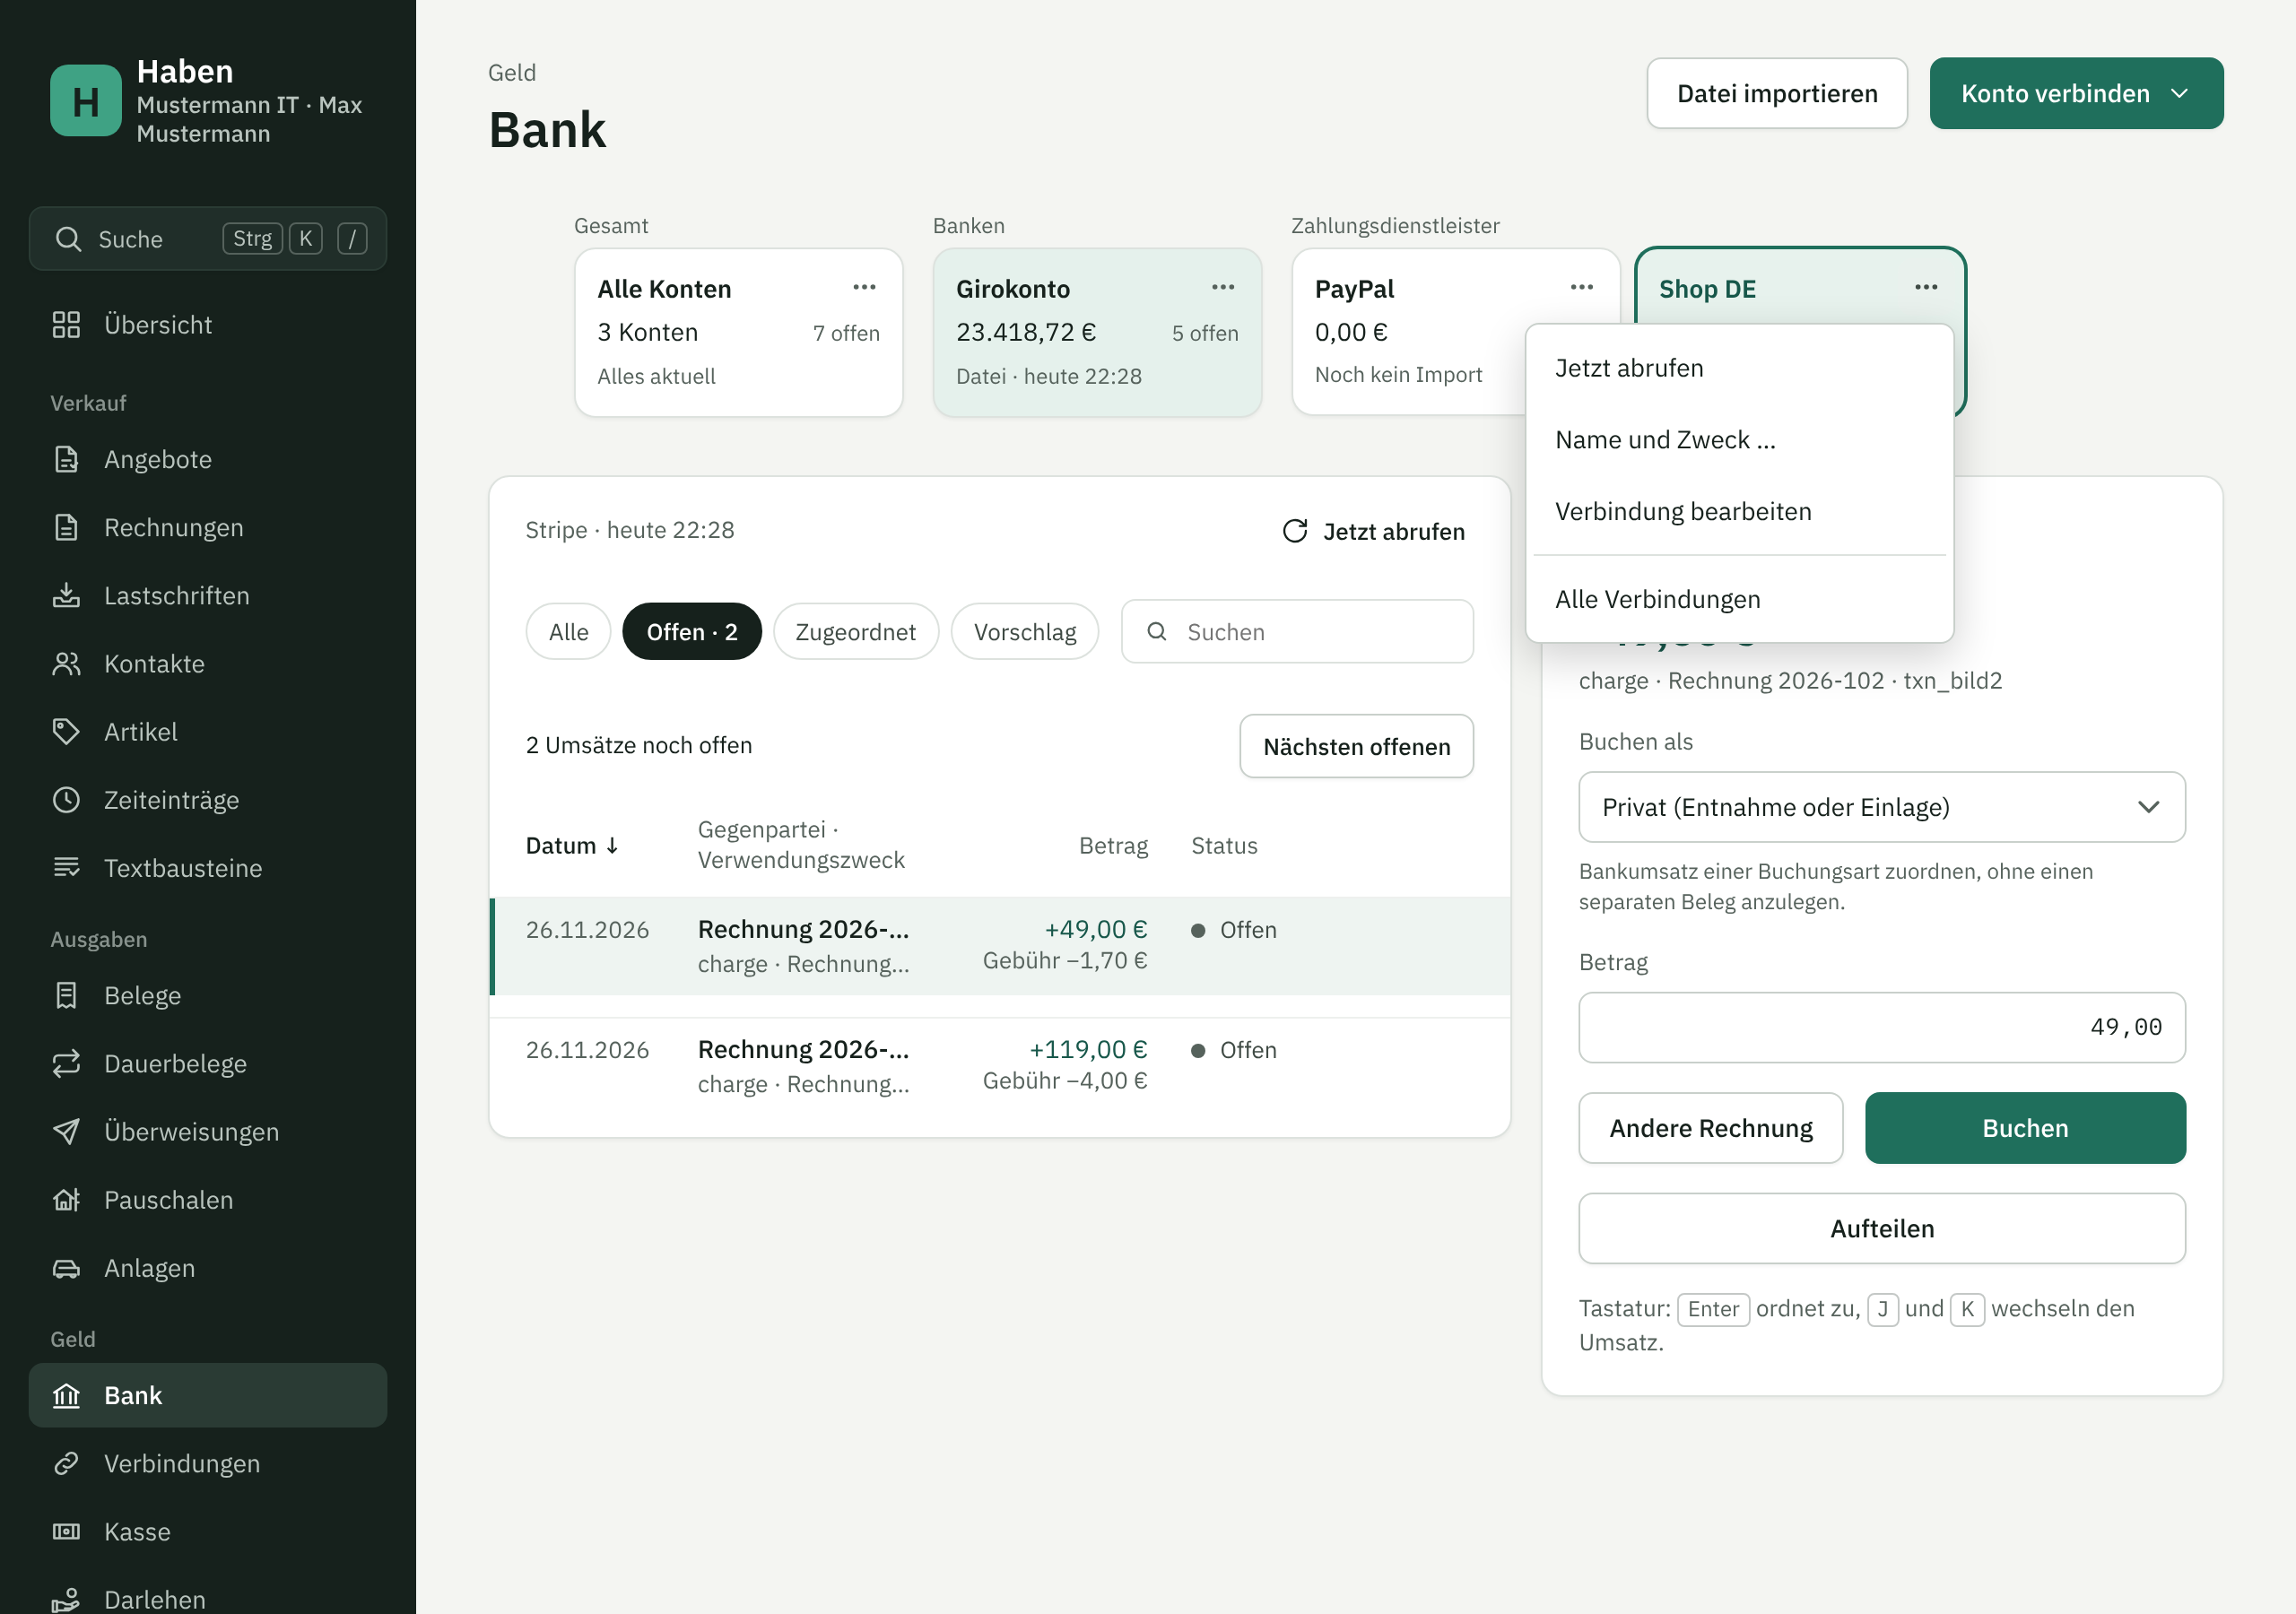 H
Haben
Mustermann IT · Max
Mustermann
Suche Strg K /
Übersicht
Verkauf
Angebote
Rechnungen
Lastschriften
Kontakte
Artikel
Zeiteinträge
Textbausteine
Ausgaben
Belege
Dauerbelege
Überweisungen
Pauschalen
Anlagen
Geld
Bank
Verbindungen
Kasse
Darlehen
Geld
Bank
Datei importieren
Konto verbinden
Gesamt
Alle Konten
3 Konten 7 offen
Alles aktuell
Banken
Girokonto
23.418,72 € 5 offen
Datei · heute 22:28
Zahlungsdienstleister
PayPal
0,00 €
Noch kein Import
Shop DE
Jetzt abrufen
Name und Zweck ...
Verbindung bearbeiten
Alle Verbindungen
Stripe · heute 22:28
Jetzt abrufen
Alle
Offen · 2
Zugeordnet
Vorschlag
Suchen
2 Umsätze noch offen
Nächsten offenen
Datum ↓
Gegenpartei ·
Verwendungszweck
Betrag
Status
26.11.2026 Rechnung 2026-... +49,00 € Offen
charge · Rechnung... Gebühr −1,70 €
26.11.2026 Rechnung 2026-... +119,00 € Offen
charge · Rechnung... Gebühr −4,00 €
charge · Rechnung 2026-102 · txn_bild2
Buchen als
Privat (Entnahme oder Einlage)
Bankumsatz einer Buchungsart zuordnen, ohne einen
separaten Beleg anzulegen.
Betrag
49,00
Andere Rechnung
Buchen
Aufteilen
Tastatur: Enter ordnet zu, J und K wechseln den
Umsatz.